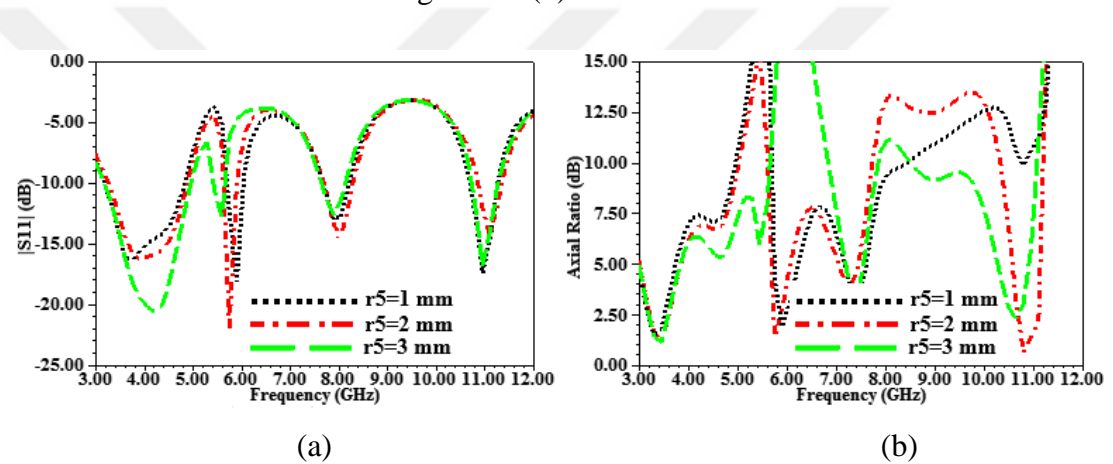 0.00
-5.00
-10.00
-15.00
-20.00
-25.00
|S11| (dB)
r5=1 mm
r5=2 mm
r5=3 mm
3.00 4.00 5.00 6.00 7.00 8.00 9.00 10.00 11.00 12.00
Frequency (GHz)
(a)
15.00
12.50
10.00
7.50
5.00
2.50
0.00
Axial Ratio (dB)
r5=1 mm
r5=2 mm
r5=3 mm
3.00 4.00 5.00 6.00 7.00 8.00 9.00 10.00 11.00 12.00
Frequency (GHz)
(b)